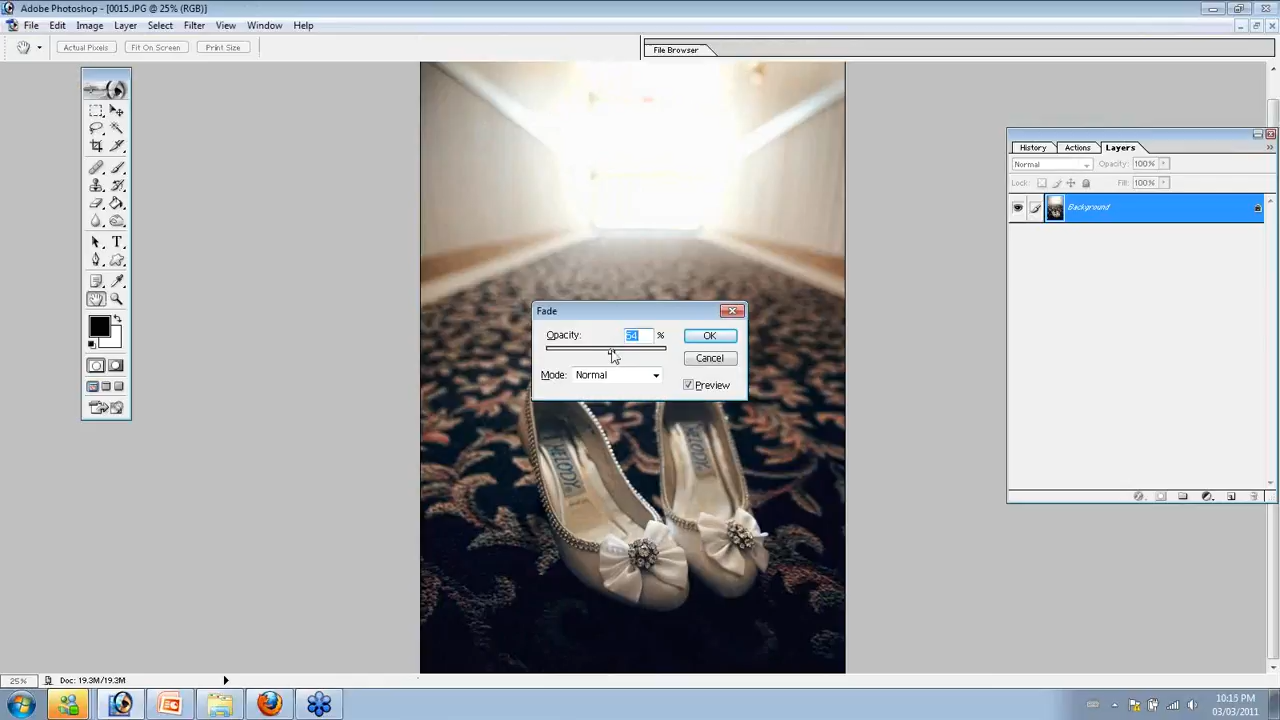 Adobe Photoshop - [0015.JPG @ 25% (RGB)]
File Edit Image Layer Select Filter View Window Help
Actual Pixels Fit On Screen Print Size
File Browser
History Actions Layers
Normal Opacity: 100%
Lock: Fill: 100%
Background
Fade
Opacity: 54 % OK
Cancel
Mode: Normal
Preview
25% Doc: 19.3M/19.3M
10:15 PM
03/03/2011